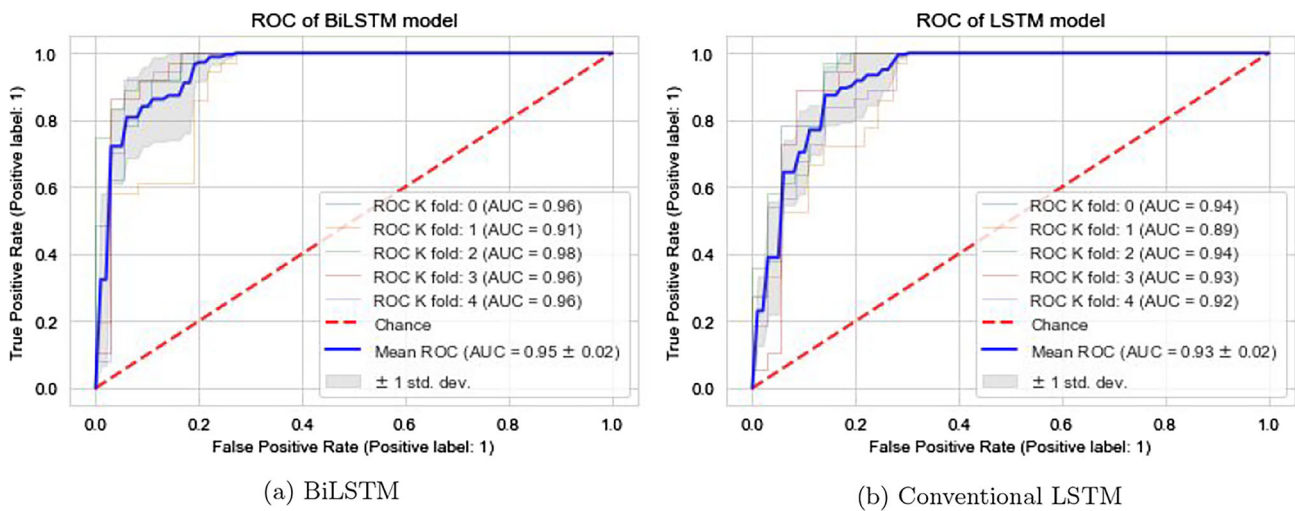 ROC of BiLSTM model
True Positive Rate (Positive label: 1)
1.0
0.8
0.6
0.4
0.2
0.0
ROC K fold: 0 (AUC = 0.96)
ROC K fold: 1 (AUC = 0.91)
ROC K fold: 2 (AUC = 0.98)
ROC K fold: 3 (AUC = 0.96)
ROC K fold: 4 (AUC = 0.96)
Chance
Mean ROC (AUC = 0.95 ± 0.02)
± 1 std. dev.
0.0 0.2 0.4 0.6 0.8 1.0
False Positive Rate (Positive label: 1)
(a) BiLSTM
ROC of LSTM model
True Positive Rate (Positive label: 1)
1.0
0.8
0.6
0.4
0.2
0.0
ROC K fold: 0 (AUC = 0.94)
ROC K fold: 1 (AUC = 0.89)
ROC K fold: 2 (AUC = 0.94)
ROC K fold: 3 (AUC = 0.93)
ROC K fold: 4 (AUC = 0.92)
Chance
Mean ROC (AUC = 0.93 ± 0.02)
± 1 std. dev.
0.0 0.2 0.4 0.6 0.8 1.0
False Positive Rate (Positive label: 1)
(b) Conventional LSTM